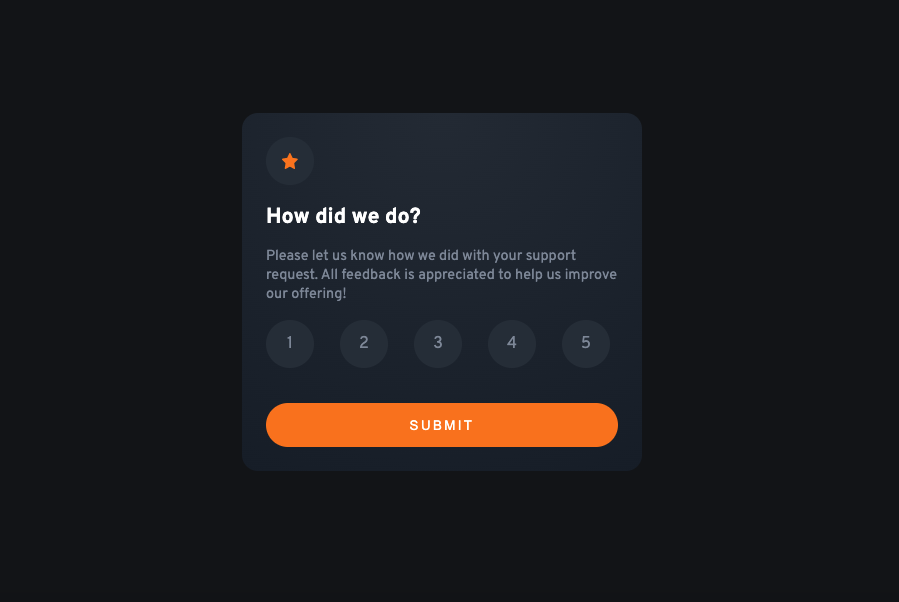 How did we do?
Please let us know how we did with your support
request. All feedback is appreciated to help us improve
our offering!
1 2 3 4 5
SUBMIT